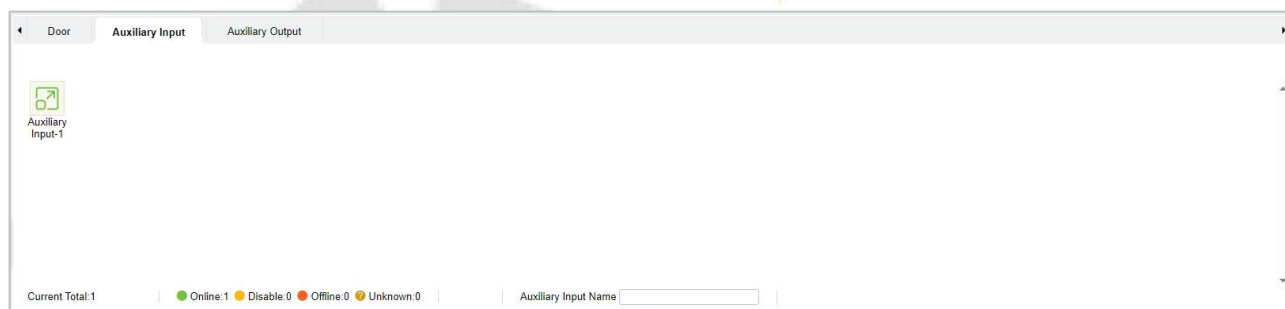 Door Auxiliary Input Auxiliary Output
Auxiliary
Input-1
Current Total:1 Online:1 Disable:0 Offline:0 ? Unknown:0 Auxiliary Input Name